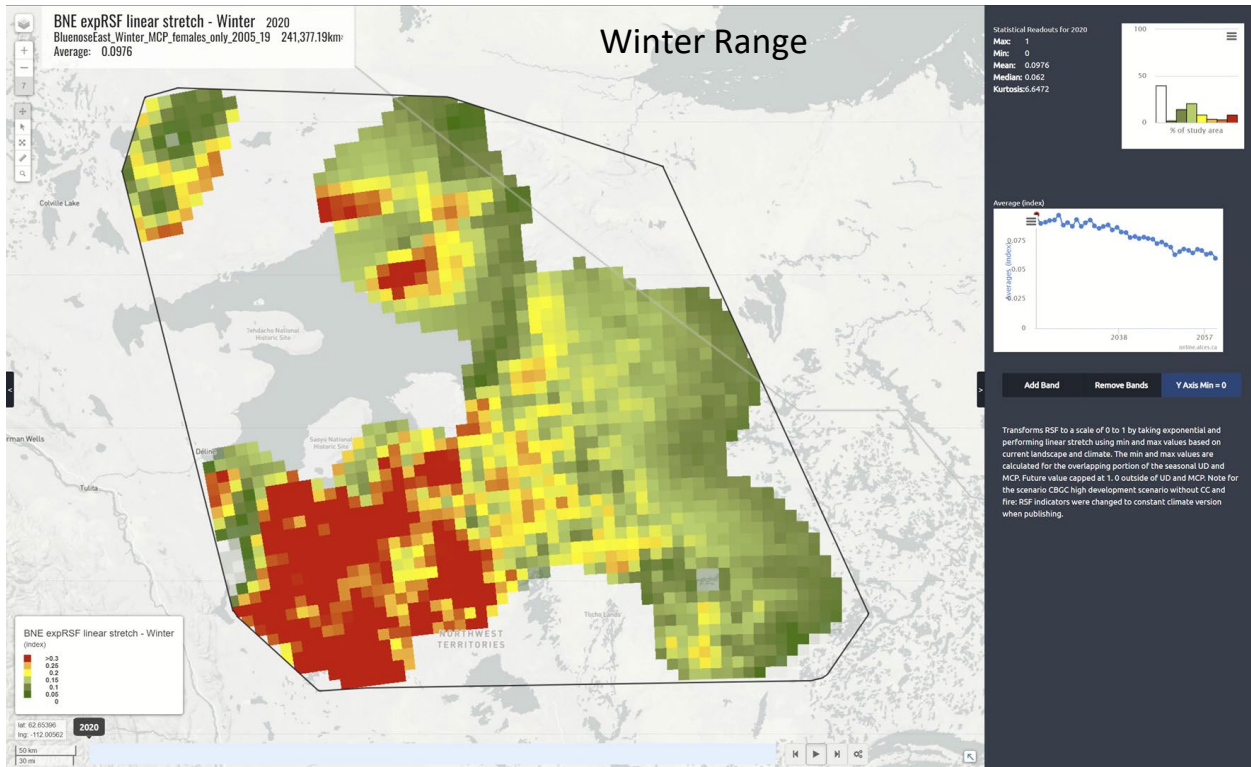 BNE expRSF linear stretch - Winter 2020
BluenoseEast_Winter_MCP_females_only_2005_19 241,377.19km²
Average: 0.0976
Winter Range
+
−
?
Colville Lake
Tehdacho National
Historic Site
Saoyú National
Historic Site
rman Wells
Déline
Tulita
Tlicho Lands
NORTHWEST
TERRITORIES
BNE expRSF linear stretch - Winter
(index)
>0.3
0.25
0.2
0.15
0.1
0.05
0
lat: 62.65396
lng: -112.00562
2020
50 km
30 mi
<
>
Statistical Readouts for 2020
Max: 1
Min: 0
Mean: 0.0976
Median: 0.062
Kurtosis:6.6472
100
50
0
% of study area
Average (index)
Averages (index)
0.075
0.05
0.025
0
2038
2057
online.alces.ca
Add Band
Remove Bands
Y Axis Min = 0
Transforms RSF to a scale of 0 to 1 by taking exponential and
performing linear stretch using min and max values based on
current landscape and climate. The min and max values are
calculated for the overlapping portion of the seasonal UD and
MCP. Future value capped at 1. 0 outside of UD and MCP. Note for
the scenario CBGC high development scenario without CC and
fire: RSF indicators were changed to constant climate version
when publishing.